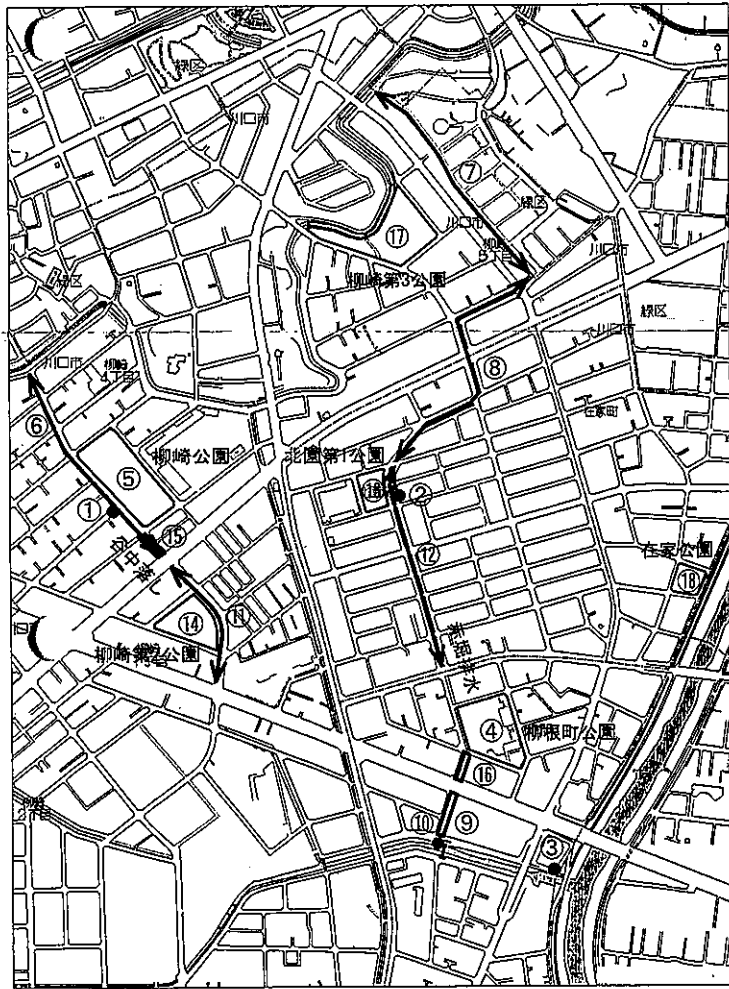 緑区
川口市
⑦
緑区
川口市
⑰
柳崎
5丁目
川口市
柳崎第3公園
緑区
緑区
川口市
川口市
柳崎
4丁目
⑧
在家町
⑥
⑤
柳崎公園
北園第1公園
①
②
⑮
谷中落し
⑫
在家公園
⑱
⑪
⑭
柳崎第2公園
④
柳根町公園
⑯
⑩
⑨
③